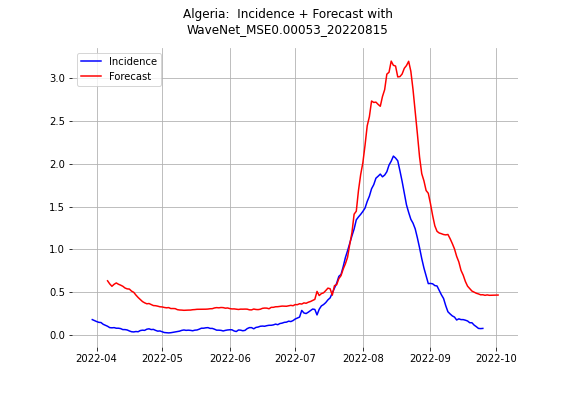 Algeria:  Incidence + Forecast with
WaveNet_MSE0.00053_20220815
Incidence
Forecast
3.0
2.5
2.0
1.5
1.0
0.5
0.0
2022-04 2022-05 2022-06 2022-07 2022-08 2022-09 2022-10